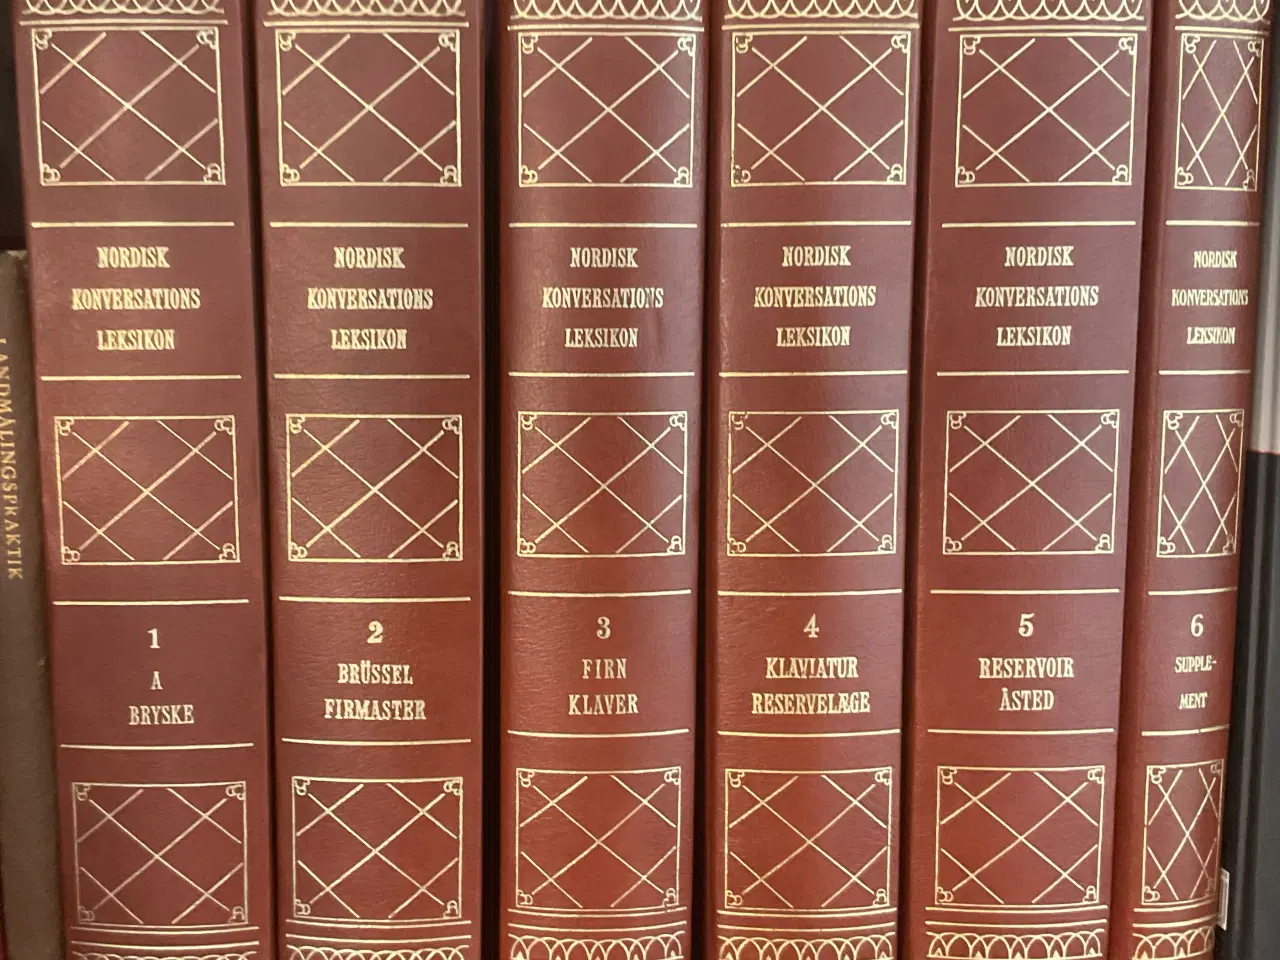 LANDMÅLINGSPRAKTIK
NORDISK
KONVERSATIONS
LEKSIKON
1
A
BRYSKE
NORDISK
KONVERSATIONS
LEKSIKON
2
BRÜSSEL
FIRMASTER
NORDISK
KONVERSATIONS
LEKSIKON
3
FIRN
KLAVER
NORDISK
KONVERSATIONS
LEKSIKON
4
KLAVIATUR
RESERVELÆGE
NORDISK
KONVERSATIONS
LEKSIKON
5
RESERVOIR
ÅSTED
NORDISK
KONVERSATIONS
LEKSIKON
6
SUPPLE-
MENT